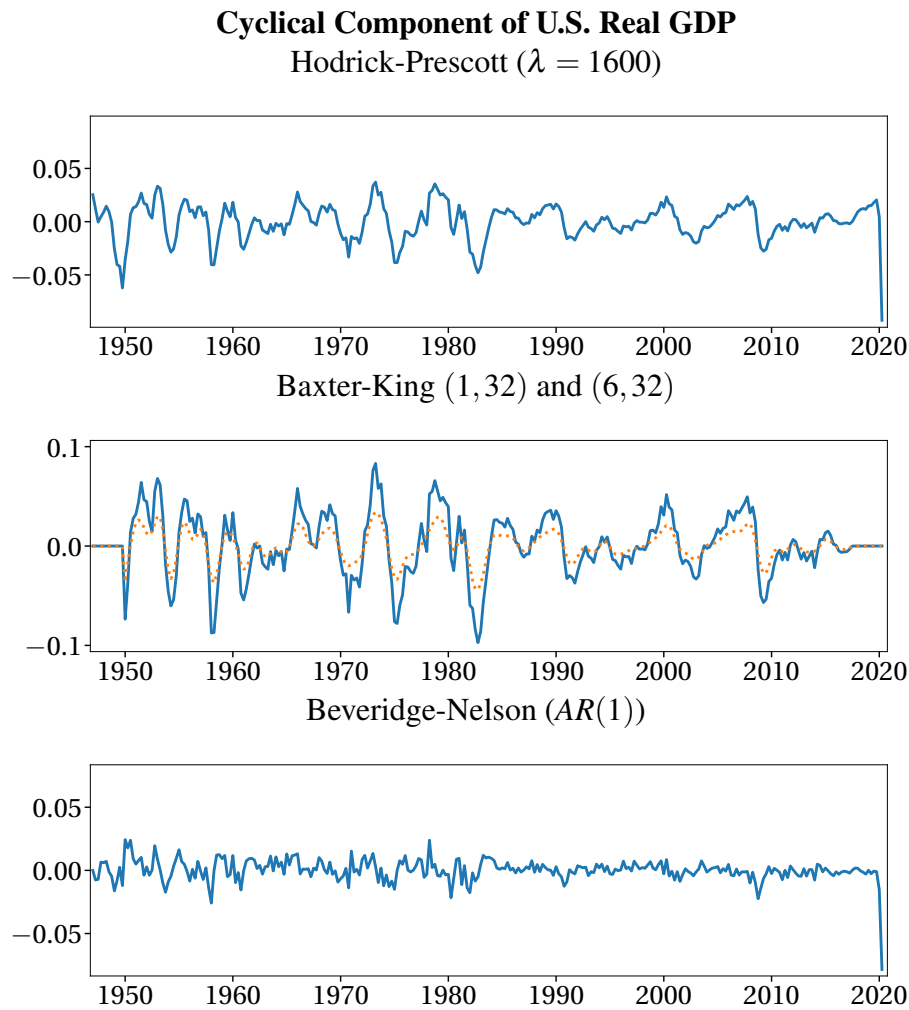 Cyclical Component of U.S. Real GDP
Hodrick-Prescott (λ = 1600)
0.05
0.00
−0.05
1950 1960 1970 1980 1990 2000 2010 2020
Baxter-King (1, 32) and (6, 32)
0.1
0.0
−0.1
1950 1960 1970 1980 1990 2000 2010 2020
Beveridge-Nelson (AR(1))
0.05
0.00
−0.05
1950 1960 1970 1980 1990 2000 2010 2020